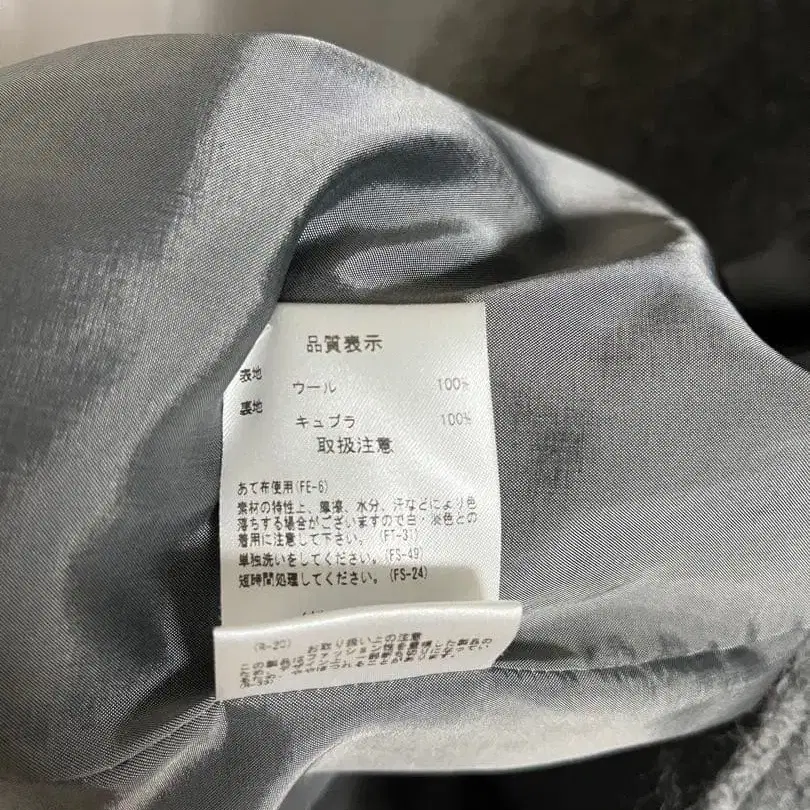 品質表示
表地
ウール 100%
裏地
キュプラ 100%
取扱注意
あて布使用(FE-6)
素材の特性上、摩擦、水分、汗などにより色
落ちする場合がございますので白・淡色との
着用に注意して下さい。(FT-31)
単独洗いをしてください。(FS-49)
短時間処理してください。(FS-24)